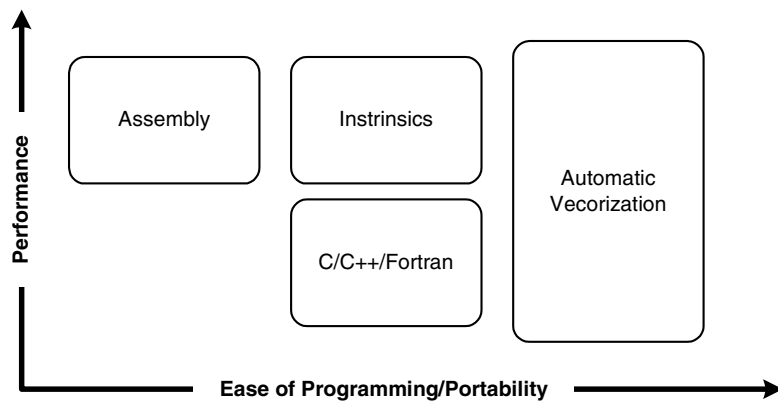 Performance
Assembly
Instrinsics
C/C++/Fortran
Automatic
Vecorization
Ease of Programming/Portability